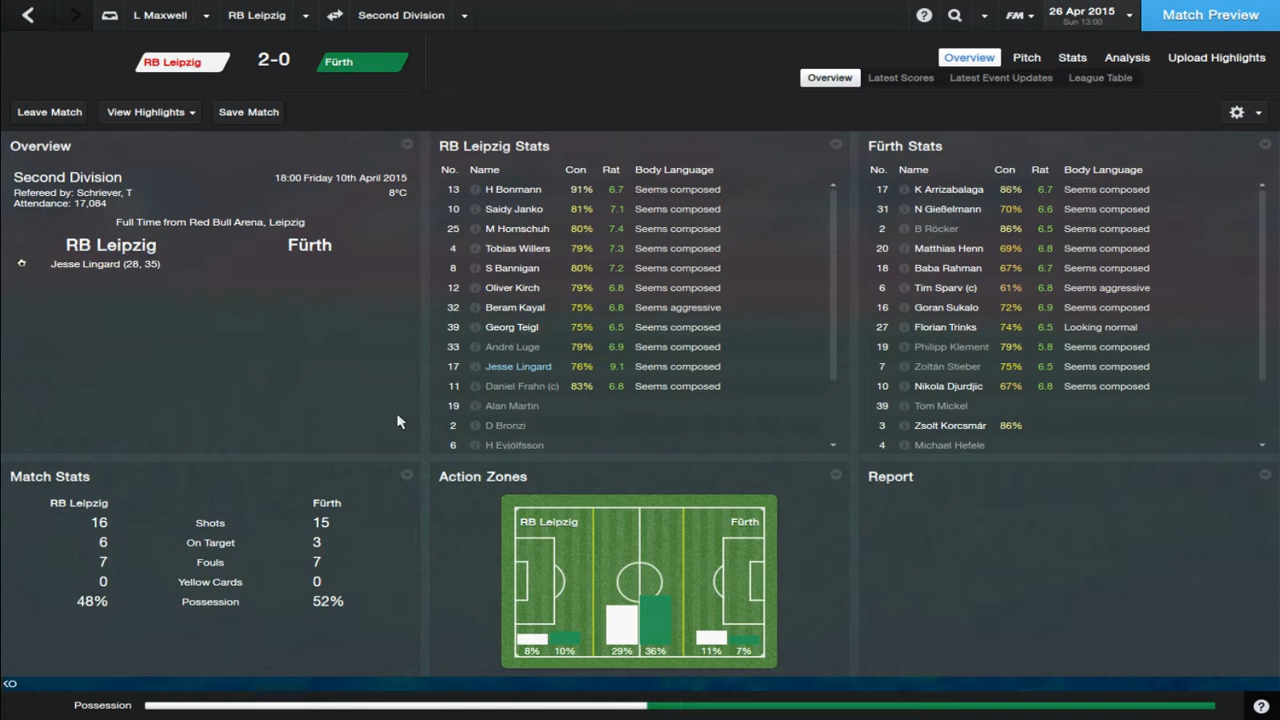 L Maxwell RB Leipzig Second Division FM 26 Apr 2015 Sun 13:00 Match Preview
RB Leipzig 2-0 Fürth
Overview Pitch Stats Analysis Upload Highlights
Overview Latest Scores Latest Event Updates League Table
Leave Match View Highlights Save Match
Overview
Second Division 18:00 Friday 10th April 2015
Refereed by: Schriever, T 8°C
Attendance: 17,084
Full Time from Red Bull Arena, Leipzig
RB Leipzig Fürth
Jesse Lingard (28, 35)
RB Leipzig Stats
No. Name Con Rat Body Language
13 H Bonmann 91% 6.7 Seems composed
10 Saidy Janko 81% 7.1 Seems composed
25 M Hornschuh 80% 7.4 Seems composed
4 Tobias Willers 79% 7.3 Seems composed
8 S Bannigan 80% 7.2 Seems composed
12 Oliver Kirch 79% 6.8 Seems composed
32 Beram Kayal 75% 6.8 Seems aggressive
39 Georg Teigl 75% 6.5 Seems composed
33 André Luge 79% 6.9 Seems composed
17 Jesse Lingard 76% 9.1 Seems composed
11 Daniel Frahn (c) 83% 6.8 Seems composed
19 Alan Martin
2 D Bronzi
6 H Eyjólfsson
Fürth Stats
No. Name Con Rat Body Language
17 K Arrizabalaga 86% 6.7 Seems composed
31 N Gießelmann 70% 6.6 Seems composed
2 B Röcker 86% 6.5 Seems composed
20 Matthias Henn 69% 6.8 Seems composed
18 Baba Rahman 67% 6.7 Seems composed
6 Tim Sparv (c) 61% 6.8 Seems aggressive
16 Goran Sukalo 72% 6.9 Seems composed
27 Florian Trinks 74% 6.5 Looking normal
19 Philipp Klement 79% 5.8 Seems composed
7 Zoltán Stieber 75% 6.5 Seems composed
10 Nikola Djurdjic 67% 6.8 Seems composed
39 Tom Mickel
3 Zsolt Korcsmár 86%
4 Michael Hefele
Match Stats
RB Leipzig Fürth
16 Shots 15
6 On Target 3
7 Fouls 7
0 Yellow Cards 0
48% Possession 52%
Action Zones
RB Leipzig Fürth
8% 10% 29% 36% 11% 7%
Report
Possession